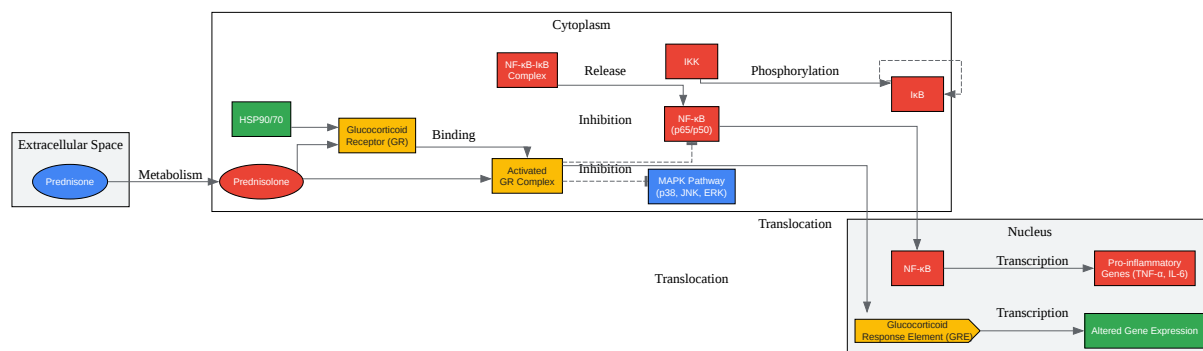 Cytoplasm
NF-κB-IκB
Complex
Release
IKK
Phosphorylation
IκB
HSP90/70
Glucocorticoid
Receptor (GR)
Binding
Inhibition
NF-κB
(p65/p50)
Extracellular Space
Prednisone
Metabolism
Prednisolone
Activated
GR Complex
Inhibition
MAPK Pathway
(p38, JNK, ERK)
Translocation
Nucleus
Translocation
NF-κB
Transcription
Pro-inflammatory
Genes (TNF-α, IL-6)
Glucocorticoid
Response Element (GRE)
Transcription
Altered Gene Expression